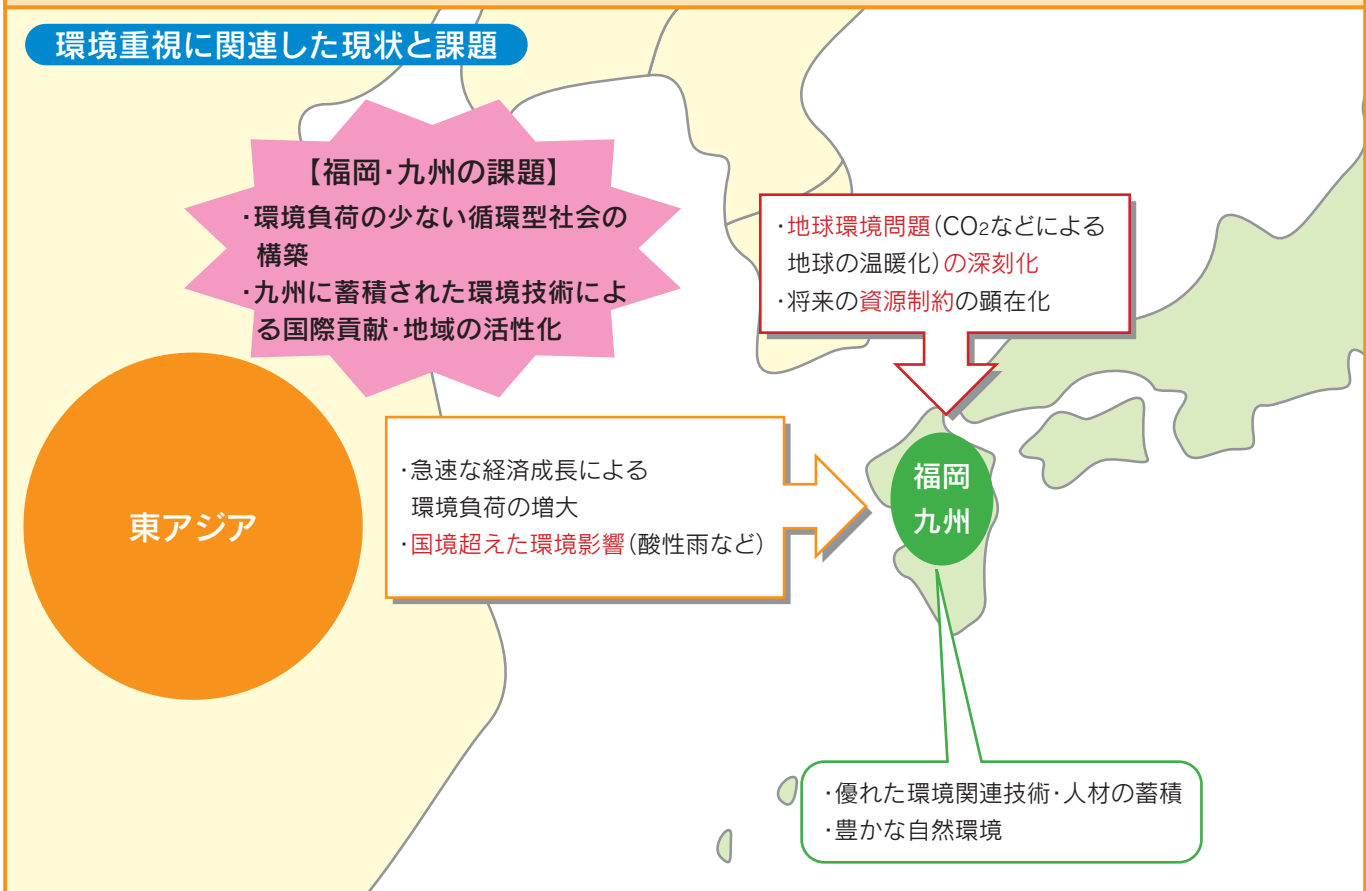 環境重視に関連した現状と課題
【福岡・九州の課題】
・環境負荷の少ない循環型社会の
構築
・九州に蓄積された環境技術によ
る国際貢献・地域の活性化
・地球環境問題(CO2などによる
地球の温暖化)の深刻化
・将来の資源制約の顕在化
・急速な経済成長による
環境負荷の増大
・国境超えた環境影響(酸性雨など)
東アジア
福岡
九州
・優れた環境関連技術・人材の蓄積
・豊かな自然環境